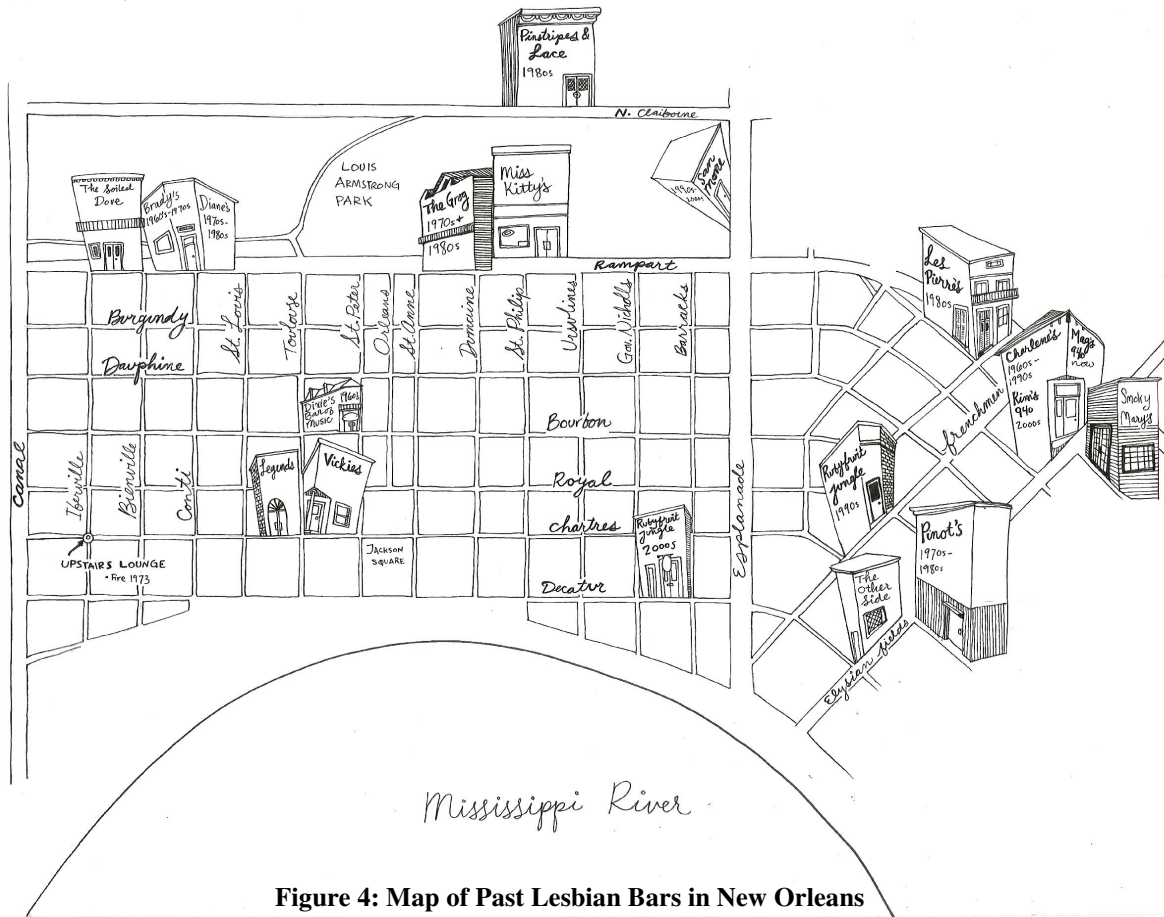 Pinstripes &
Lace
1980s
N. Claiborne
LOUIS
ARMSTRONG
PARK
The Soiled
Dove
Brady's
1960s-1970s
Diane's
1970s-
1980s
The Grog
1970s+
1980s
Miss
Kitty's
San
Mone
1990s-
2000s
Rampart
Burgundy
Dauphine
St. Louis
Toulouse
St. Peter
Orleans
St. Anne
Dumaine
St. Philip
Ursulines
Gov. Nicholls
Barracks
Les
Pierre's
1980s
Charlene's
1960s-
1990s
Kim's
940
2000s
Mag's
940
now
Smoky
Mary's
frenchmen
Dixie's
Bar of
Music
1960s
Bourbon
Canal
Iberville
Bienville
Conti
Legends
Vickies
Royal
Chartres
Rubyfruit
Jungle
2000s
Esplanade
Rubyfruit
Jungle
1990s
Pinot's
1970s-
1980s
The
Other
Side
UPSTAIRS LOUNGE
- Fire 1973
JACKSON
SQUARE
Decatur
Elysian fields
Mississippi River
Figure 4: Map of Past Lesbian Bars in New Orleans